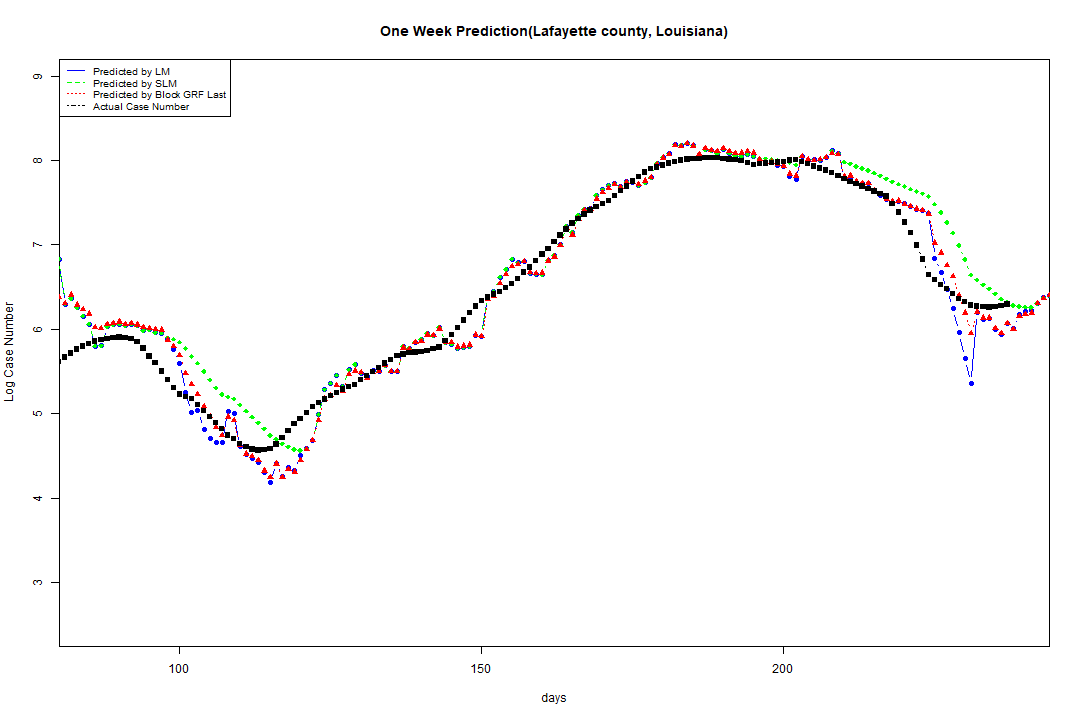 One Week Prediction(Lafayette county, Louisiana)
Predicted by LM
Predicted by SLM
Predicted by Block GRF Last
Actual Case Number
9
8
7
6
5
4
3
Log Case Number
100 150 200
days